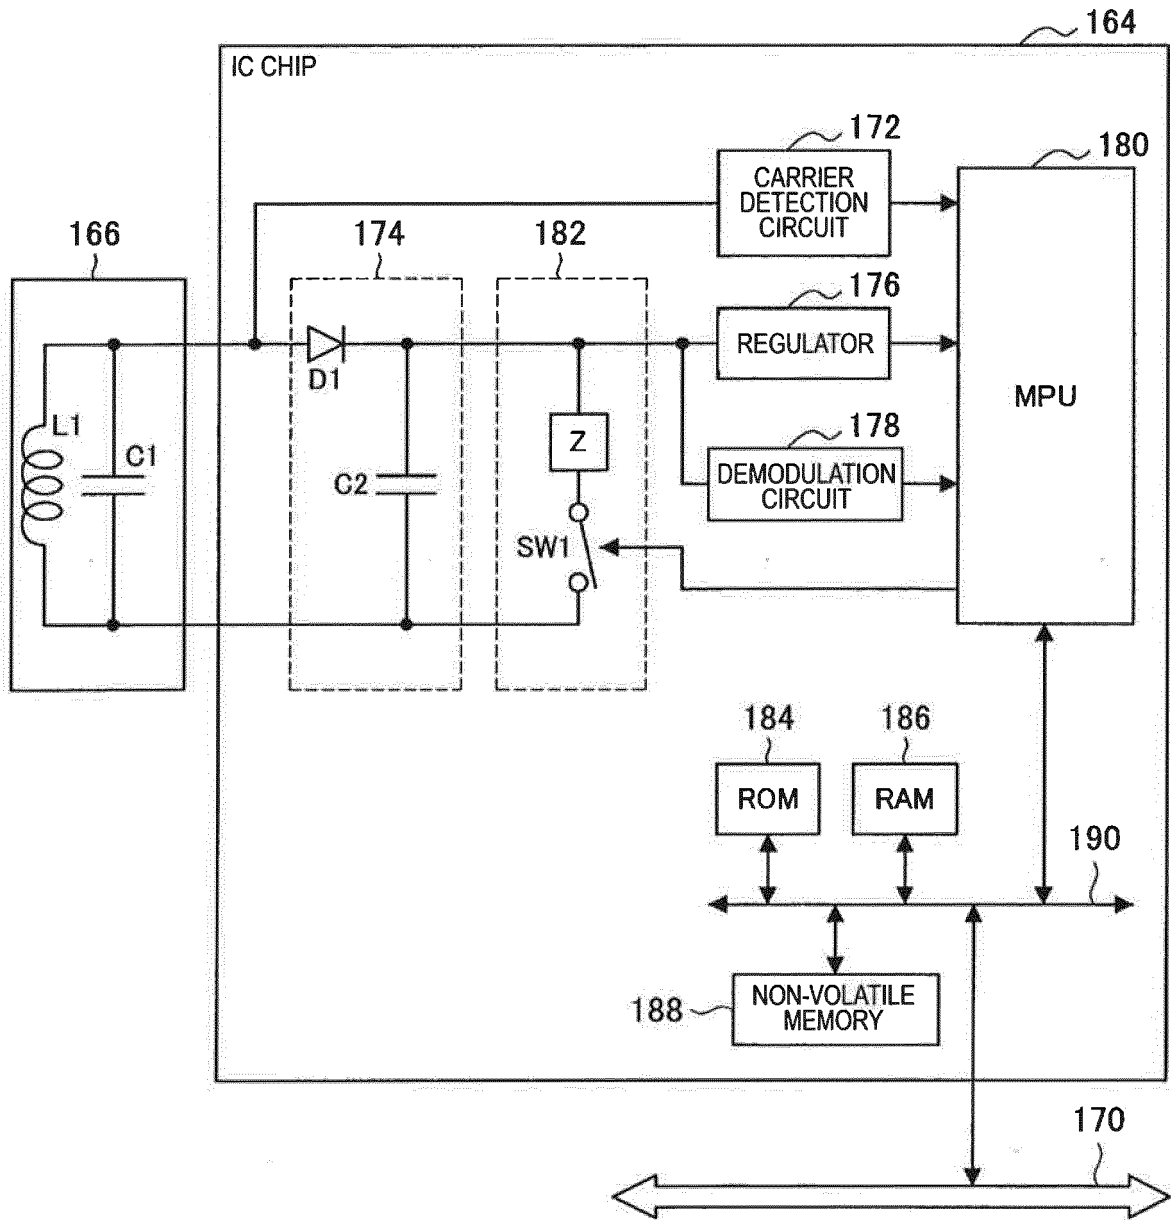 164
IC CHIP
172
180
CARRIER
DETECTION
CIRCUIT
166
174
182
176
REGULATOR
D1
MPU
L1
C1
Z
178
DEMODULATION
CIRCUIT
C2
SW1
184
186
ROM
RAM
190
188
NON-VOLATILE
MEMORY
170